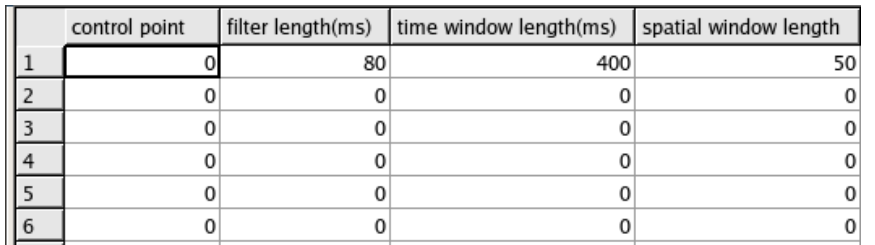 control point filter length(ms) time window length(ms) spatial window length
1 0 80 400 50
2 0 0 0 0
3 0 0 0 0
4 0 0 0 0
5 0 0 0 0
6 0 0 0 0